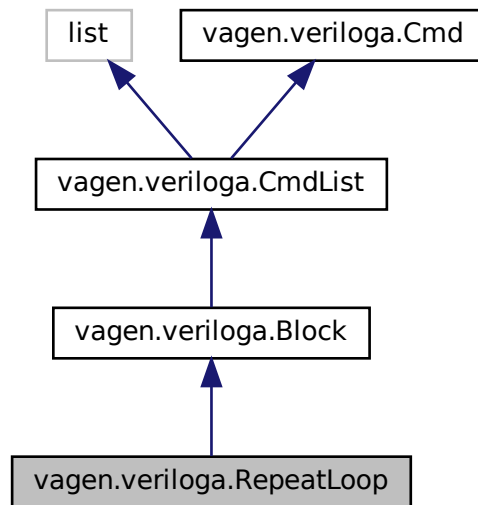 list
vagen.veriloga.Cmd
vagen.veriloga.CmdList
vagen.veriloga.Block
vagen.veriloga.RepeatLoop